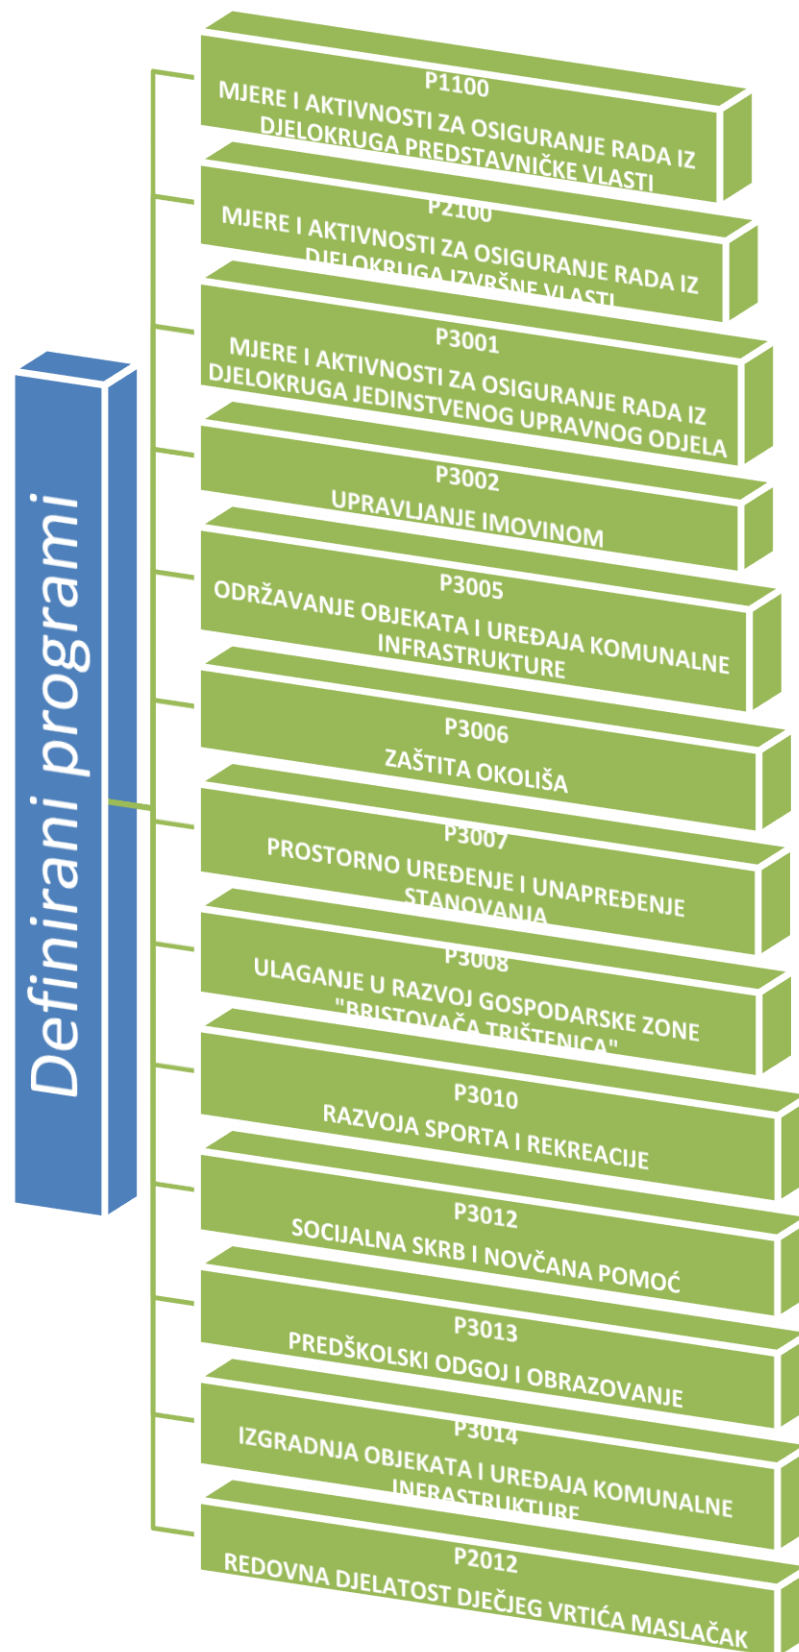 Definirani programi
P1100
MJERE I AKTIVNOSTI ZA OSIGURANJE RADA IZ
DJELOKRUGA PREDSTAVNIČKE VLASTI
P2100
MJERE I AKTIVNOSTI ZA OSIGURANJE RADA IZ
DJELOKRUGA IZVRŠNE VLASTI
P3001
MJERE I AKTIVNOSTI ZA OSIGURANJE RADA IZ
DJELOKRUGA JEDINSTVENOG UPRAVNOG ODJELA
P3002
UPRAVLJANJE IMOVINOM
P3005
ODRŽAVANJE OBJEKATA I UREĐAJA KOMUNALNE
INFRASTRUKTURE
P3006
ZAŠTITA OKOLIŠA
P3007
PROSTORNO UREĐENJE I UNAPREĐENJE
STANOVANJA
P3008
ULAGANJE U RAZVOJ GOSPODARSKE ZONE
"BRISTOVAČA TRIŠTENICA"
P3010
RAZVOJA SPORTA I REKREACIJE
P3012
SOCIJALNA SKRB I NOVČANA POMOĆ
P3013
PREDŠKOLSKI ODGOJ I OBRAZOVANJE
P3014
IZGRADNJA OBJEKATA I UREĐAJA KOMUNALNE
INFRASTRUKTURE
P2012
REDOVNA DJELATOST DJEČJEG VRTIĆA MASLAČAK